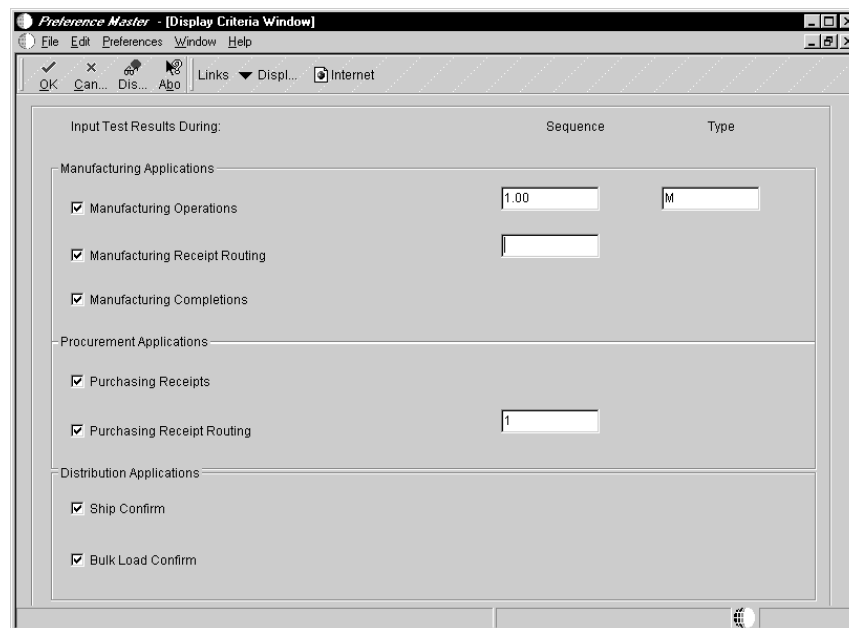 Preference Master - [Display Criteria Window]
File Edit Preferences Window Help
OK Can... Dis... Abo Links Displ... Internet
Input Test Results During: Sequence Type
Manufacturing Applications
Manufacturing Operations 1.00 M
Manufacturing Receipt Routing
Manufacturing Completions
Procurement Applications
Purchasing Receipts
Purchasing Receipt Routing 1
Distribution Applications
Ship Confirm
Bulk Load Confirm